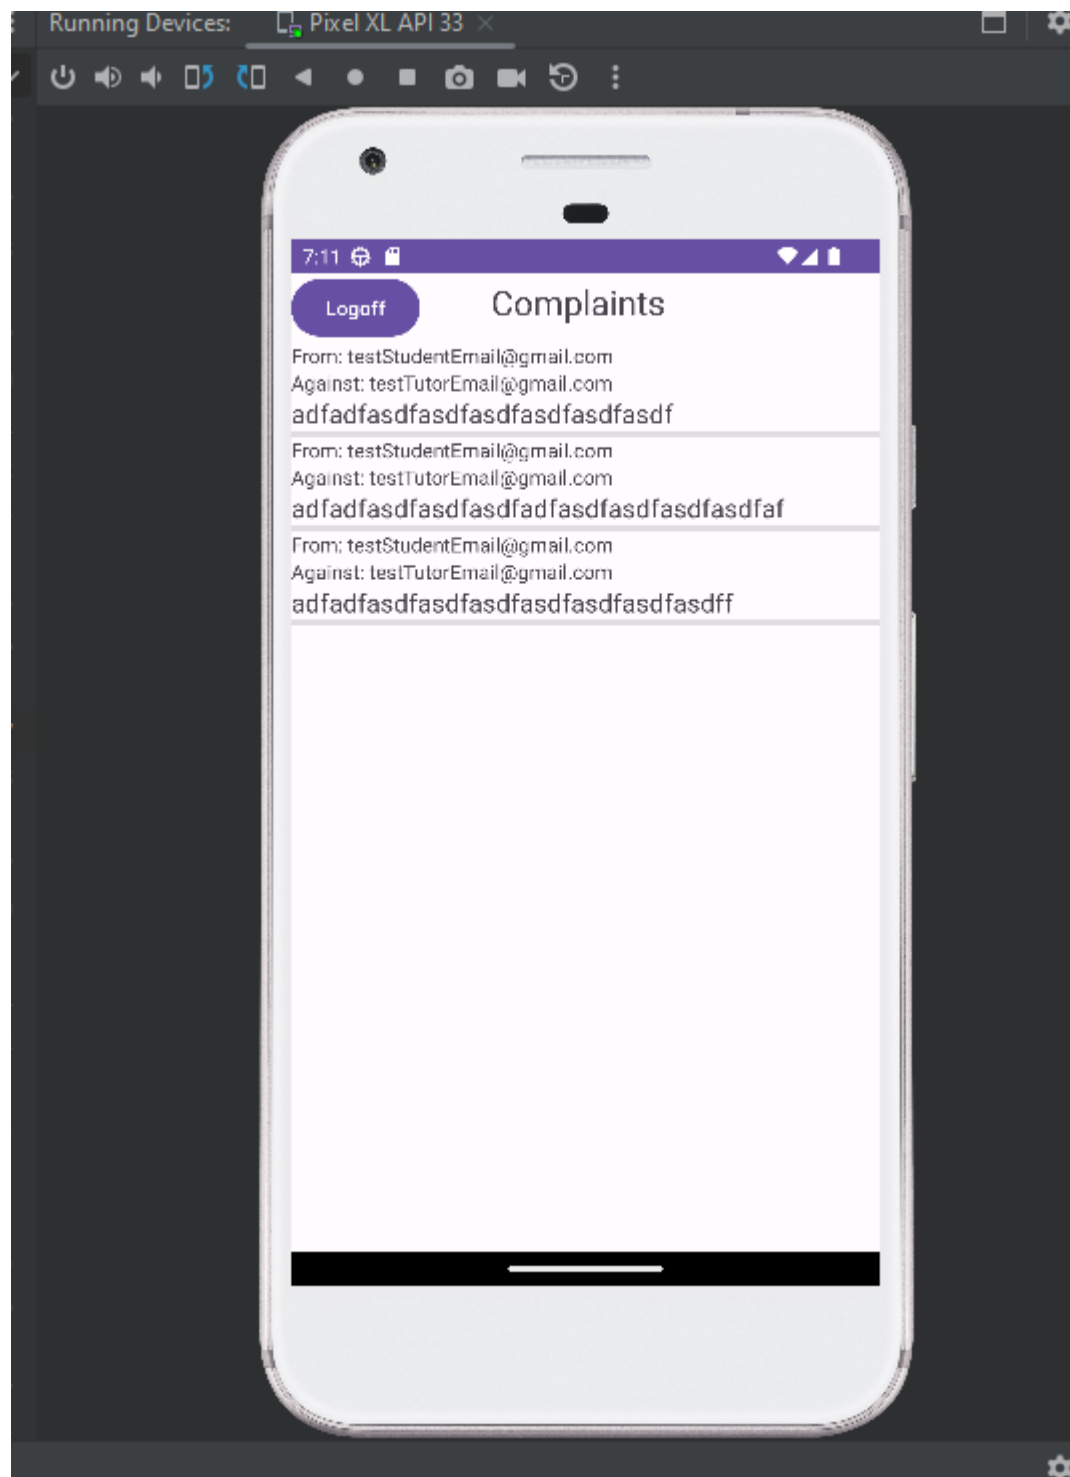 Running Devices: Pixel XL API 33
7:11
Logoff
Complaints
From: testStudentEmail@gmail.com
Against: testTutorEmail@gmail.com
adfadfasdfasdfasdfasdfasdfasdf
From: testStudentEmail@gmail.com
Against: testTutorEmail@gmail.com
adfadfasdfasdfasdfadfasdfasdfasdfasdfaf
From: testStudentEmail@gmail.com
Against: testTutorEmail@gmail.com
adfadfasdfasdfasdfasdfasdfasdfasdff